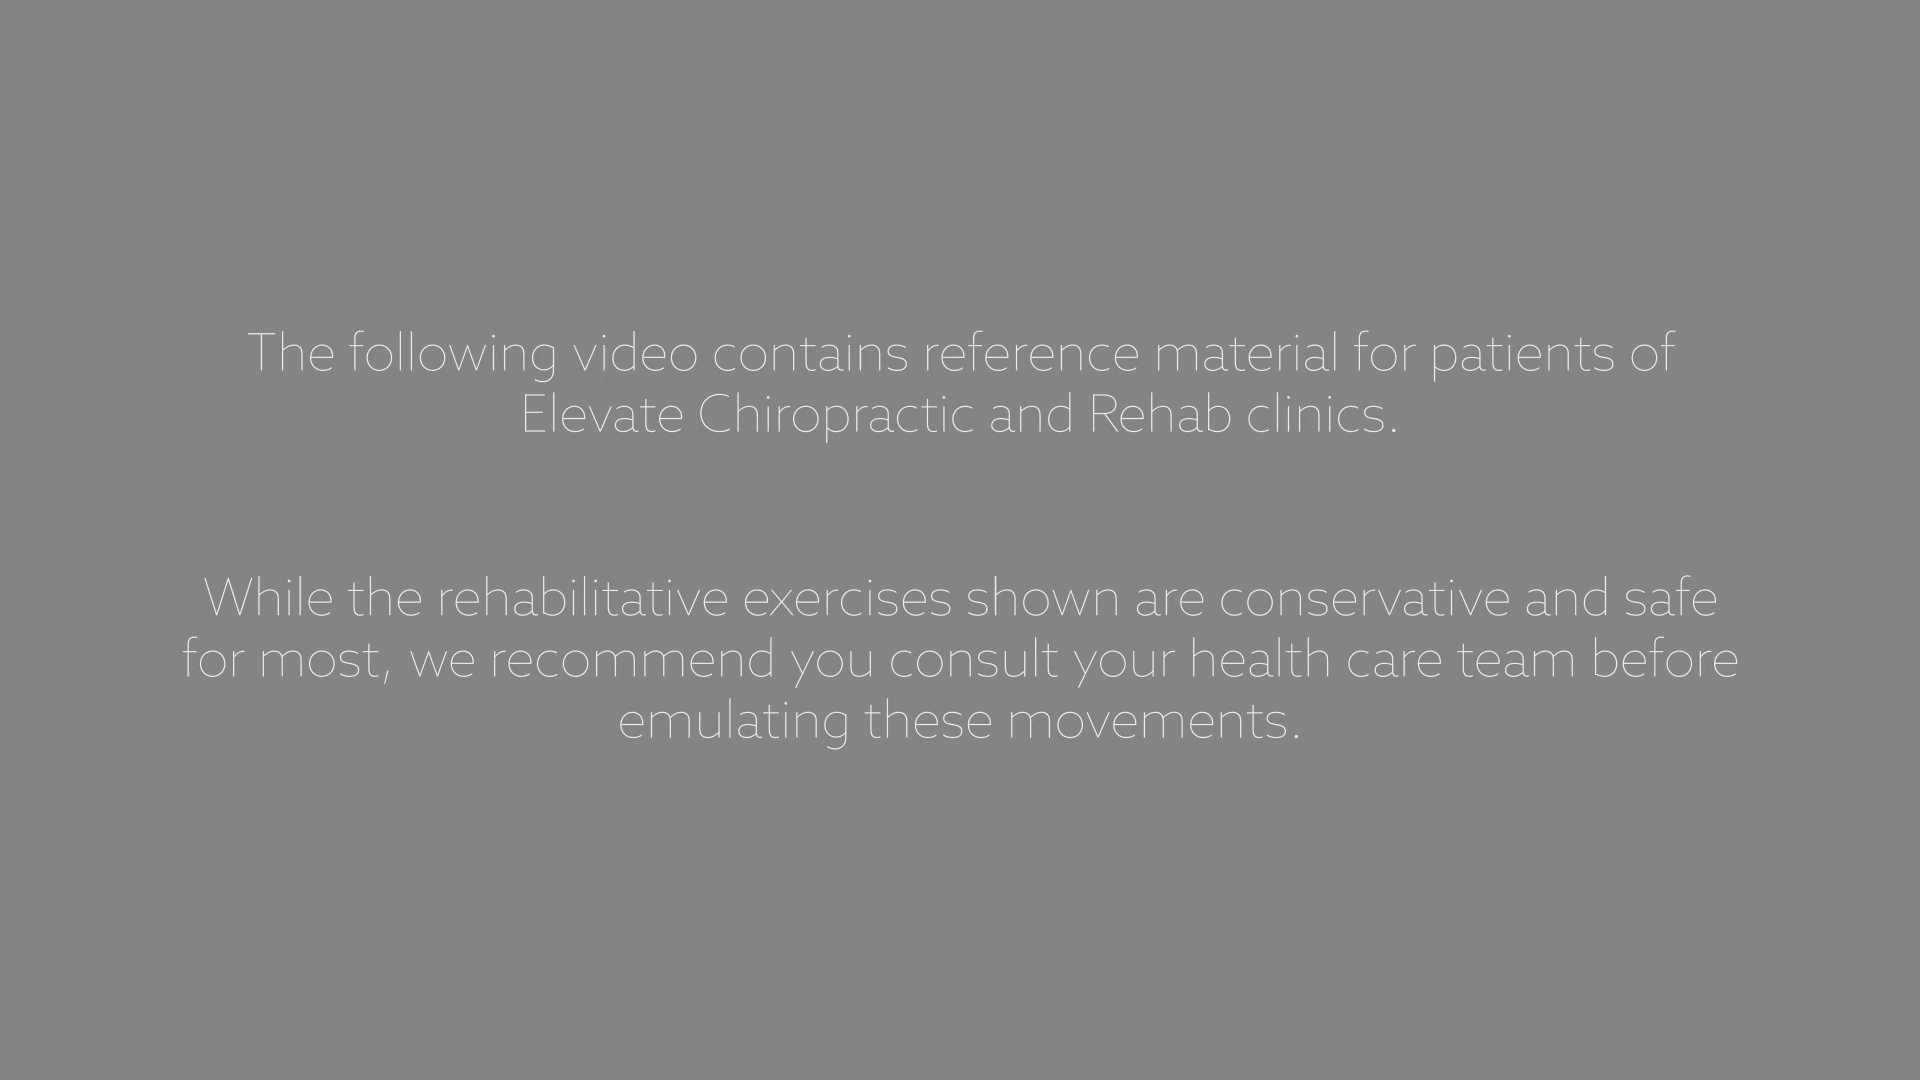 The following video contains reference material for patients of
Elevate Chiropractic and Rehab clinics.
While the rehabilitative exercises shown are conservative and safe
for most, we recommend you consult your health care team before
emulating these movements.